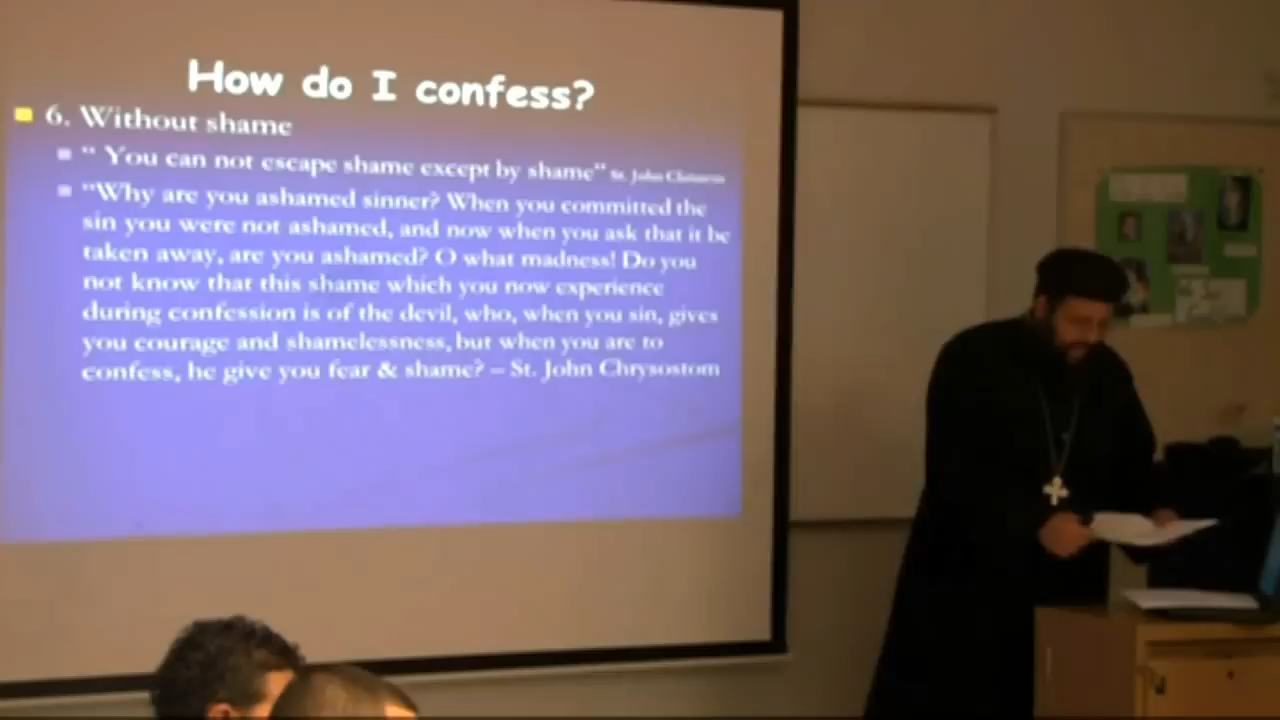 How do I confess?
6. Without shame
“ You can not escape shame except by shame” St. John
“Why are you ashamed sinner? When you committed the
sin you were not ashamed, and now when you ask that it be
taken away, are you ashamed? O what madness! Do you
not know that this shame which you now experience
during confession is of the devil, who, when you sin, gives
you courage and shamelessness, but when you are to
confess, he give you fear & shame? – St. John Chrysostom